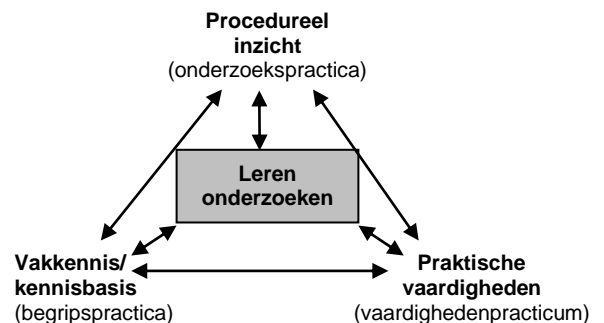 Procedureel
inzicht
(onderzoekspractica)
Leren
onderzoeken
Vakkennis/
kennisbasis
(begripspractica)
Praktische
vaardigheden
(vaardighedenpracticum)